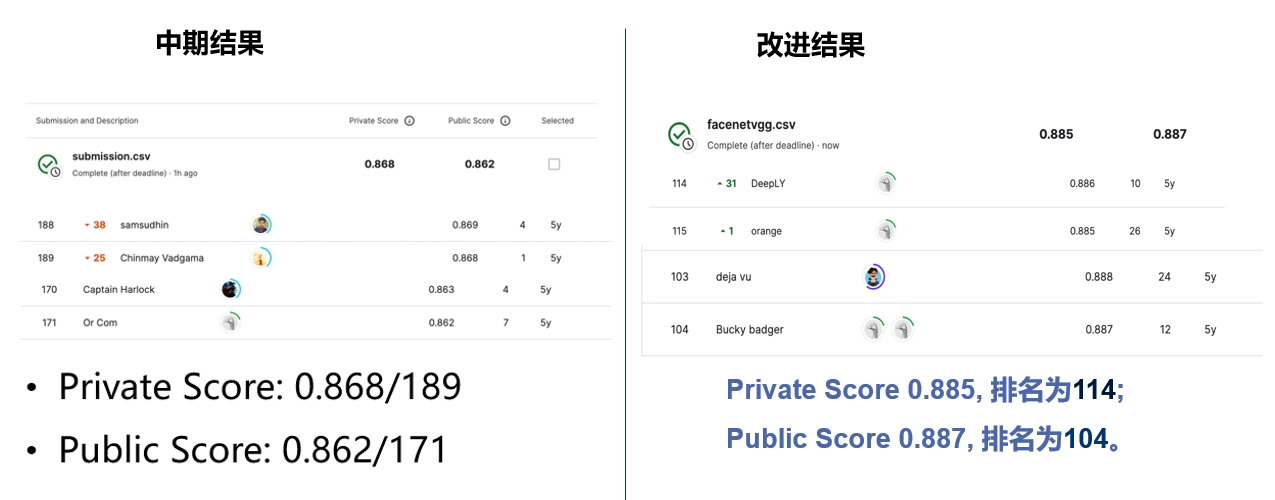 中期结果
Submission and Description Private Score Public Score Selected
submission.csv
Complete (after deadline) · 1h ago
0.868 0.862
188 38 samsudhin 0.869 4 5y
189 25 Chinmay Vadgama 0.868 1 5y
170 Captain Harlock 0.863 4 5y
171 Or Com 0.862 7 5y
• Private Score: 0.868/189
• Public Score: 0.862/171
改进结果
facenetvgg.csv
Complete (after deadline) · now
0.885 0.887
114 31 DeepLY 0.886 10 5y
115 1 orange 0.885 26 5y
103 deja vu 0.888 24 5y
104 Bucky badger 0.887 12 5y
Private Score 0.885, 排名为114;
Public Score 0.887, 排名为104。